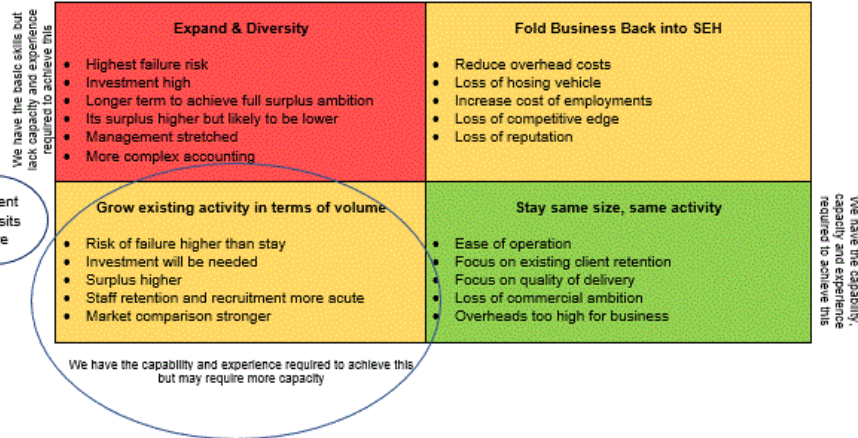 We have the basic skills but
lack capacity and experience
required to achieve this
Expand & Diversity
Highest failure risk
Investment high
Longer term to achieve full surplus ambition
Its surplus higher but likely to be lower
Management stretched
More complex accounting
Fold Business Back into SEH
Reduce overhead costs
Loss of hosing vehicle
Increase cost of employments
Loss of competitive edge
Loss of reputation
Grow existing activity in terms of volume
Risk of failure higher than stay
Investment will be needed
Surplus higher
Staff retention and recruitment more acute
Market comparison stronger
Stay same size, same activity
Ease of operation
Focus on existing client retention
Focus on quality of delivery
Loss of commercial ambition
Overheads too high for business
We have the capability,
capacity and experience
required to achieve this
We have the capability and experience required to achieve this
but may require more capacity